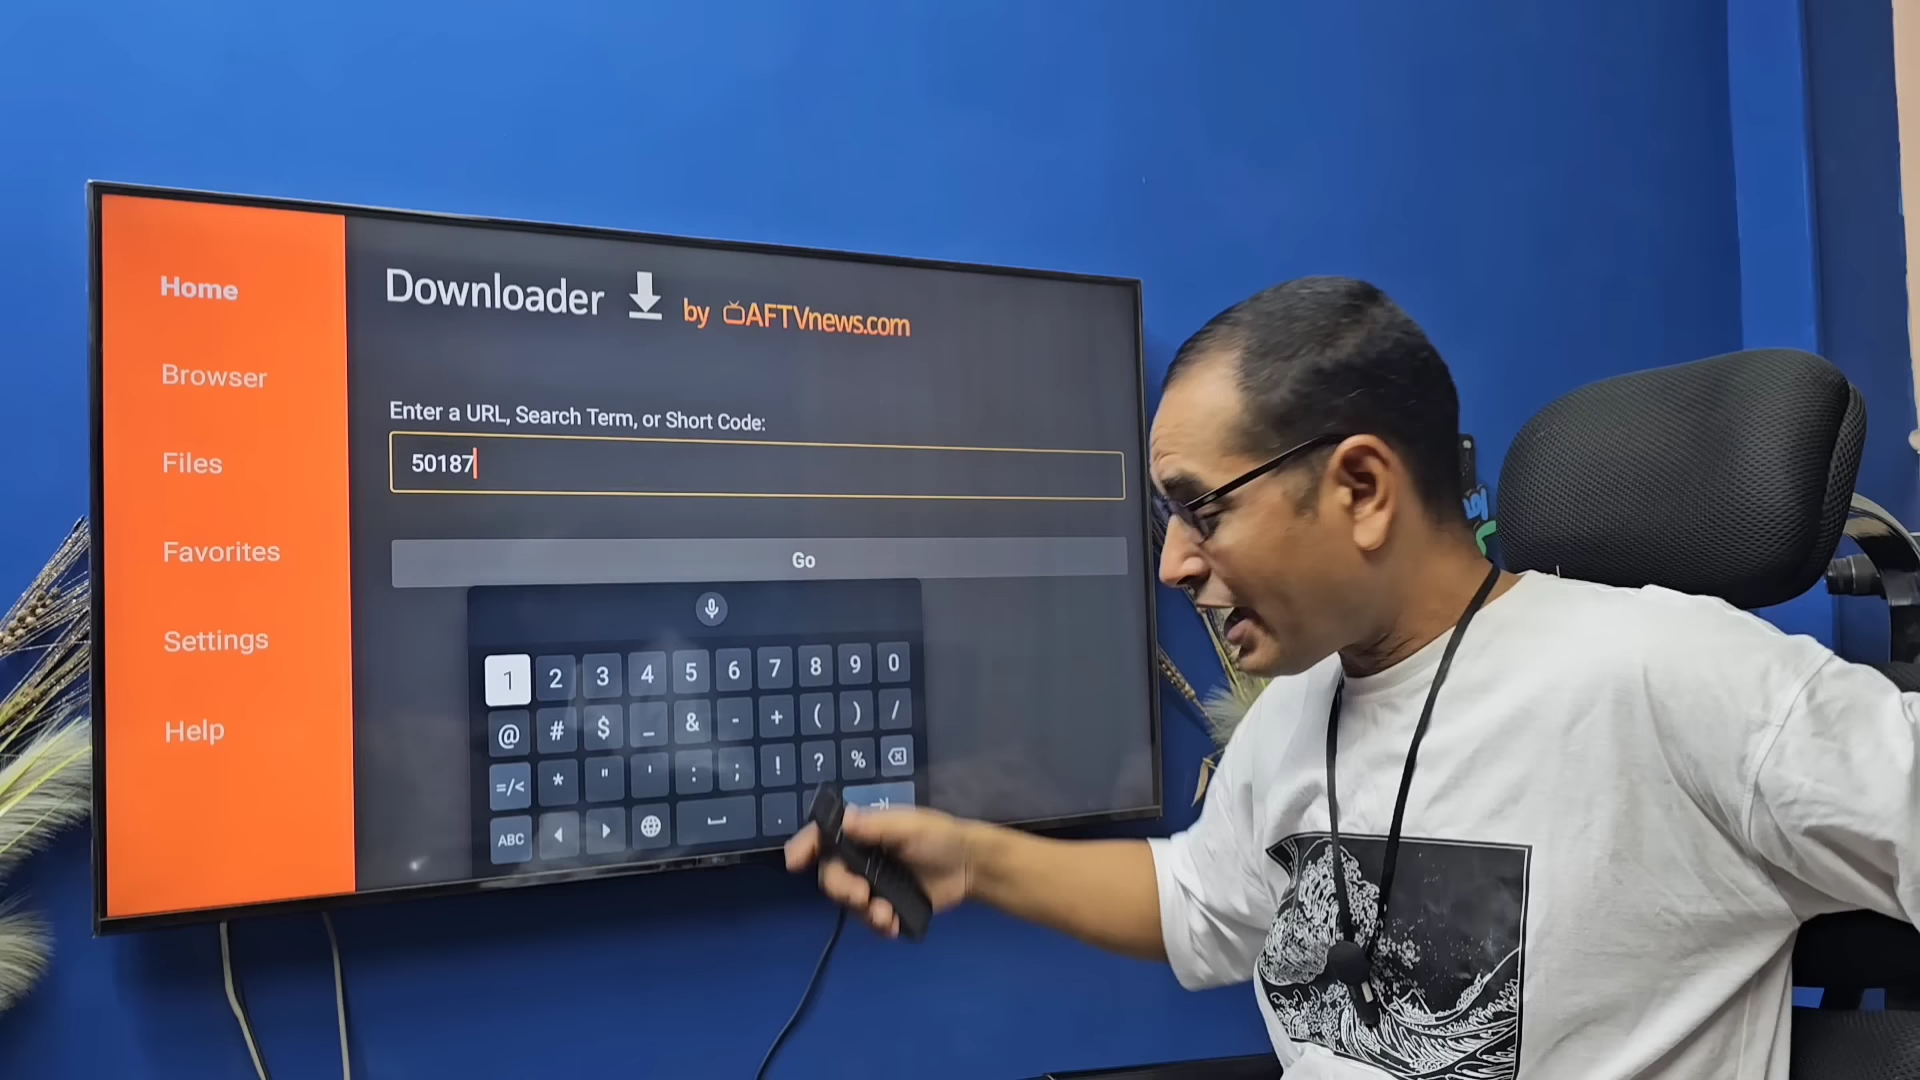 Home
Browser
Files
Favorites
Settings
Help
Downloader by AFTVnews.com
Enter a URL, Search Term, or Short Code:
50187
Go
1 2 3 4 5 6 7 8 9 0
@ # $ _ & - + ( ) /
=/< * " ' : ; ! ? %
ABC .